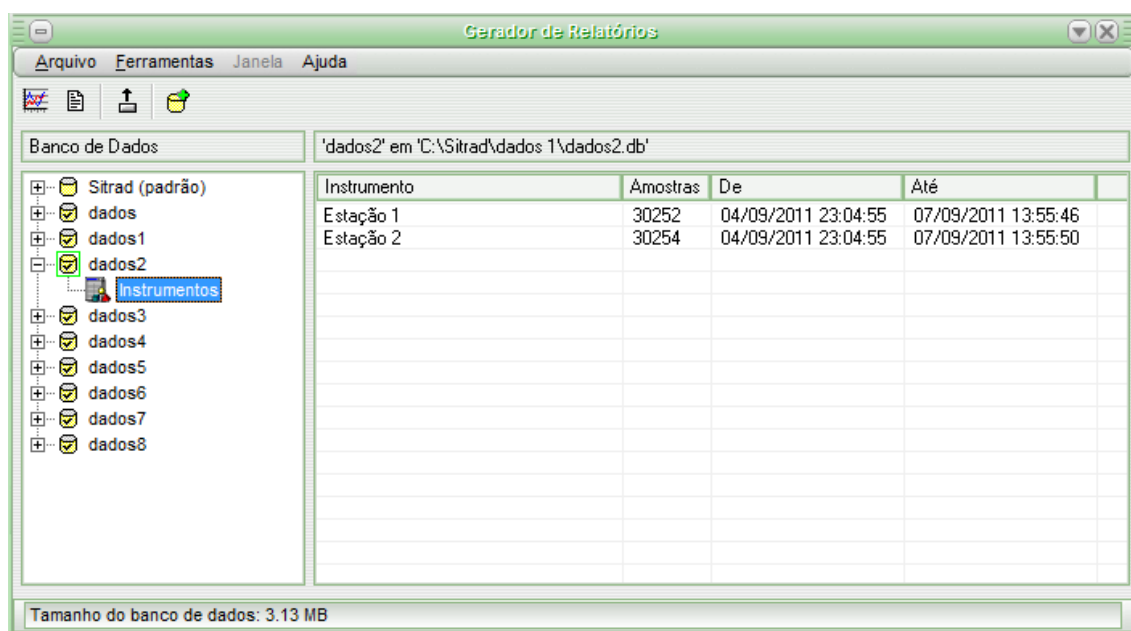 Gerador de Relatórios
Arquivo Ferramentas Janela Ajuda
Banco de Dados
'dados2' em 'C:\Sitrad\dados 1\dados2.db'
Sitrad (padrão)
dados
dados1
dados2
Instrumentos
dados3
dados4
dados5
dados6
dados7
dados8
Instrumento Amostras De Até
Estação 1 30252 04/09/2011 23:04:55 07/09/2011 13:55:46
Estação 2 30254 04/09/2011 23:04:55 07/09/2011 13:55:50
Tamanho do banco de dados: 3.13 MB